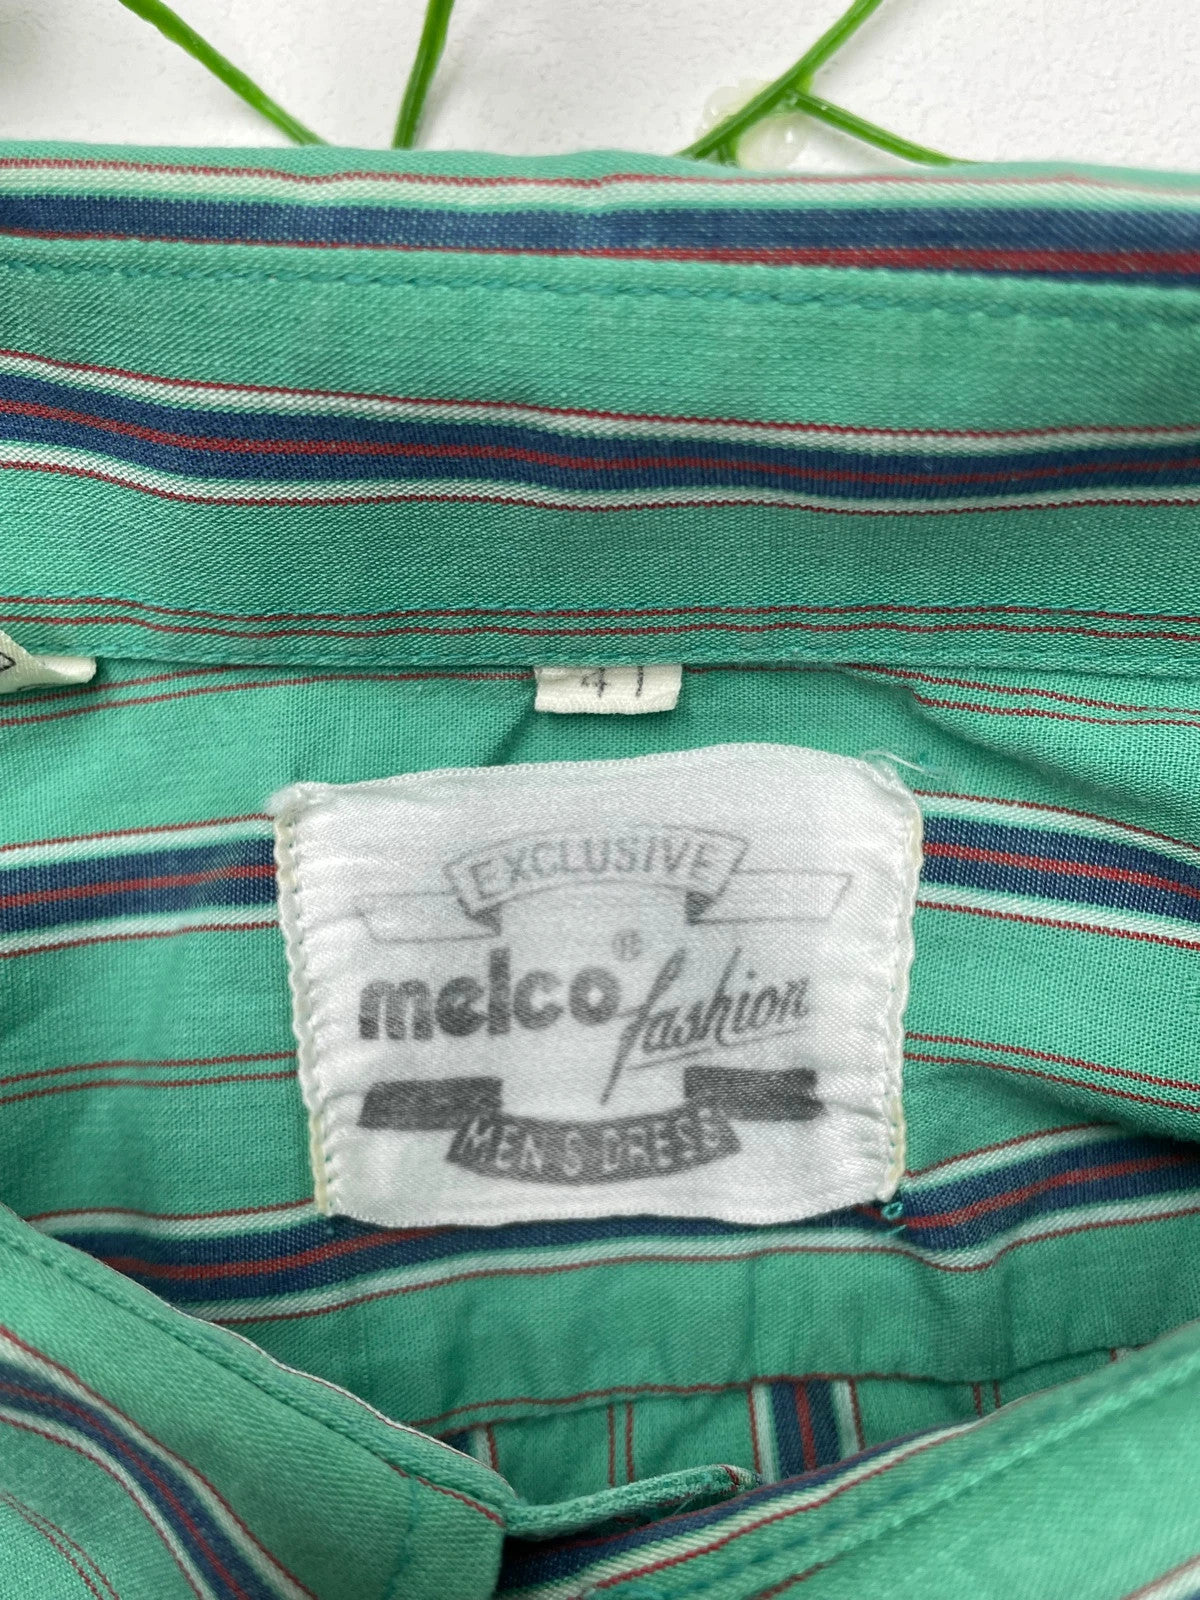 41
EXCLUSIVE
melco® fashion
MEN S DRESS